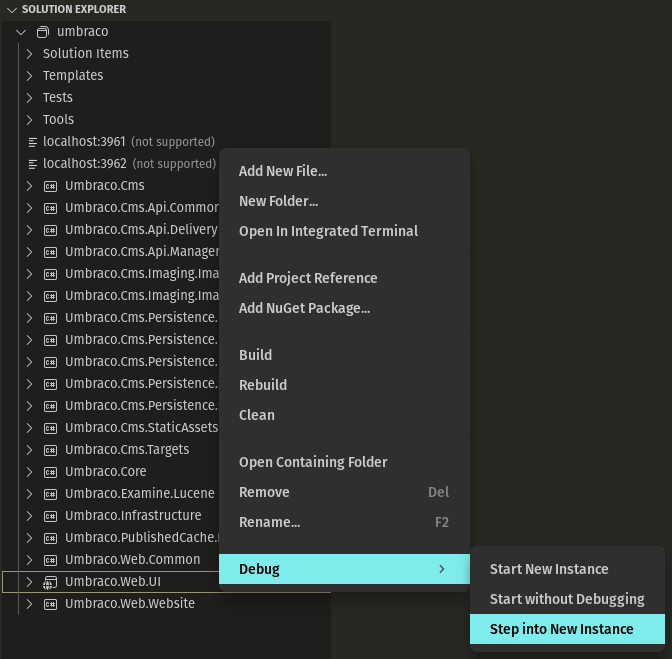 SOLUTION EXPLORER
umbraco
Solution Items
Templates
Tests
Tools
localhost:3961 (not supported)
localhost:3962 (not supported)
Umbraco.Cms
Umbraco.Cms.Api.Common
Umbraco.Cms.Api.Delivery
Umbraco.Cms.Api.Manager
Umbraco.Cms.Imaging.Ima
Umbraco.Cms.Imaging.Ima
Umbraco.Cms.Persistence.
Umbraco.Cms.Persistence.
Umbraco.Cms.Persistence.
Umbraco.Cms.Persistence.
Umbraco.Cms.Persistence.
Umbraco.Cms.StaticAssets
Umbraco.Cms.Targets
Umbraco.Core
Umbraco.Examine.Lucene
Umbraco.Infrastructure
Umbraco.PublishedCache.
Umbraco.Web.Common
Umbraco.Web.UI
Umbraco.Web.Website
Add New File...
New Folder...
Open In Integrated Terminal
Add Project Reference
Add NuGet Package...
Build
Rebuild
Clean
Open Containing Folder
Remove Del
Rename... F2
Debug
Start New Instance
Start without Debugging
Step into New Instance